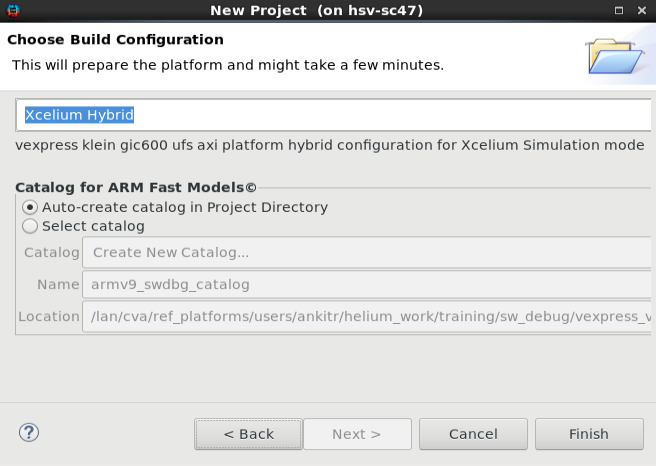 New Project (on hsv-sc47)
Choose Build Configuration
This will prepare the platform and might take a few minutes.
Xcelium Hybrid
vexpress klein gic600 ufs axi platform hybrid configuration for Xcelium Simulation mode
Catalog for ARM Fast Models©
Auto-create catalog in Project Directory
Select catalog
Catalog Create New Catalog...
Name armv9_swdbg_catalog
Location /lan/cva/ref_platforms/users/ankitr/helium_work/training/sw_debug/vexpress_v
? < Back Next > Cancel Finish